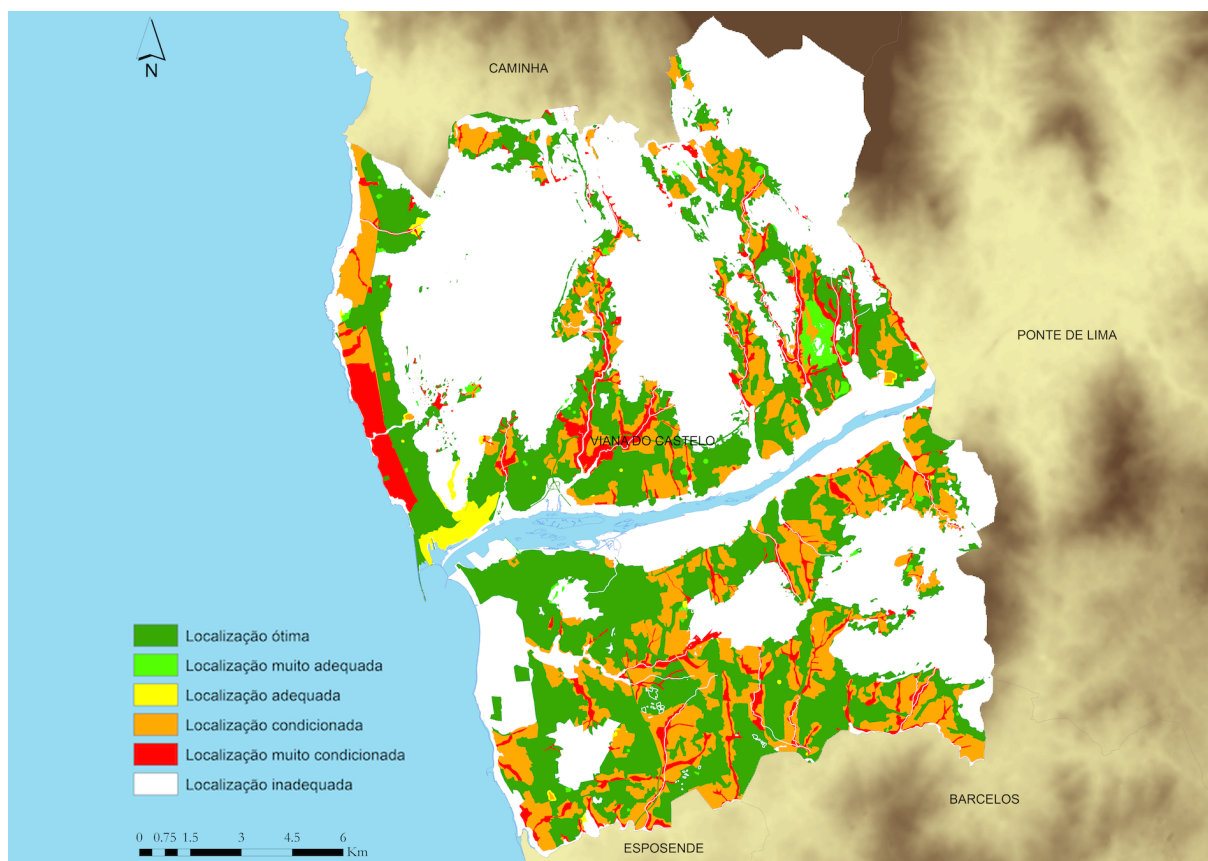 N
CAMINHA
PONTE DE LIMA
VIANA DO CASTELO
Localização ótima
Localização muito adequada
Localização adequada
Localização condicionada
Localização muito condicionada
Localização inadequada
BARCELOS
0 0.75 1.5 3 4.5 6
Km
ESPOSENDE